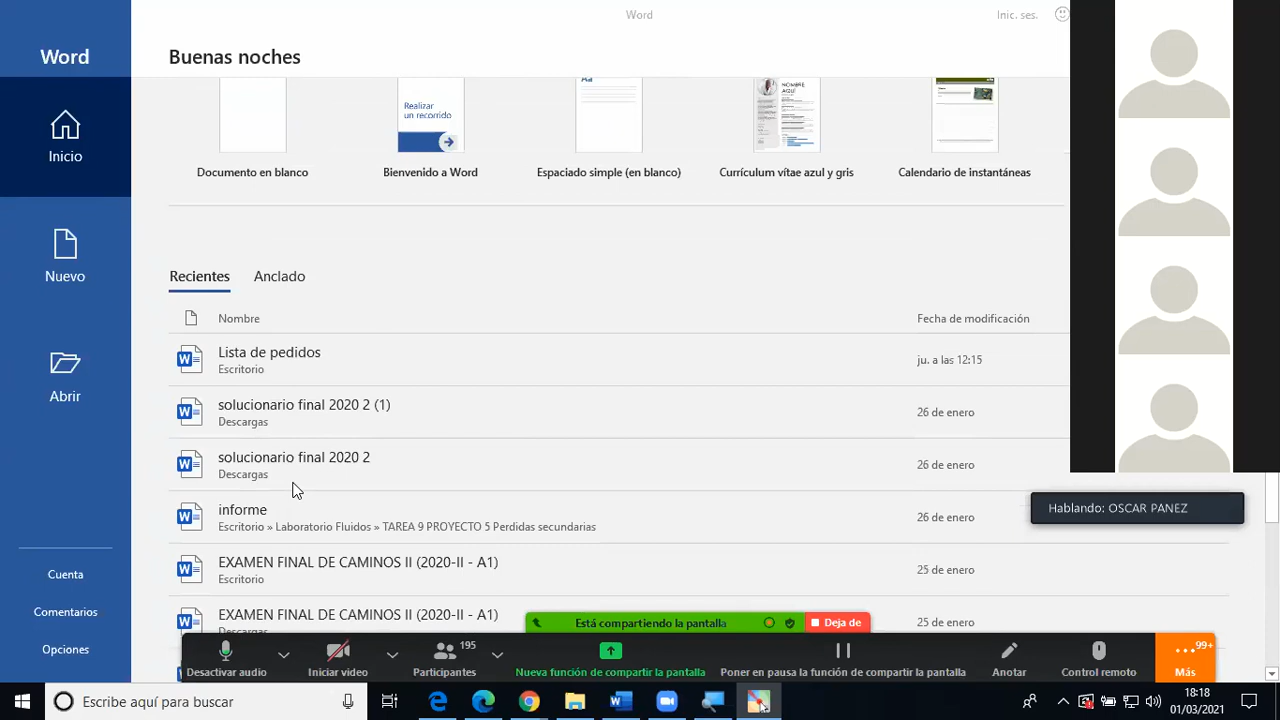 Word
Inic. ses.
Word
Buenas noches
Inicio
Nuevo
Abrir
Cuenta
Comentarios
Opciones
Aa
Realizar
un recorrido
NOMBRE
AQUÍ
Documento en blanco
Bienvenido a Word
Espaciado simple (en blanco)
Currículum vítae azul y gris
Calendario de instantáneas
Recientes
Anclado
Nombre
Fecha de modificación
Lista de pedidos
Escritorio
ju. a las 12:15
solucionario final 2020 2 (1)
Descargas
26 de enero
solucionario final 2020 2
Descargas
26 de enero
informe
Escritorio » Laboratorio Fluidos » TAREA 9 PROYECTO 5 Perdidas secundarias
26 de enero
EXAMEN FINAL DE CAMINOS II (2020-II - A1)
Escritorio
25 de enero
EXAMEN FINAL DE CAMINOS II (2020-II - A1)
Descargas
25 de enero
Hablando: OSCAR PANEZ
Está compartiendo la pantalla
Deja de
Desactivar audio
Iniciar video
Participantes
195
Nueva función de compartir la pantalla
Poner en pausa la función de compartir la pantalla
Anotar
Control remoto
99+
Más
Escribe aquí para buscar
18:18
01/03/2021